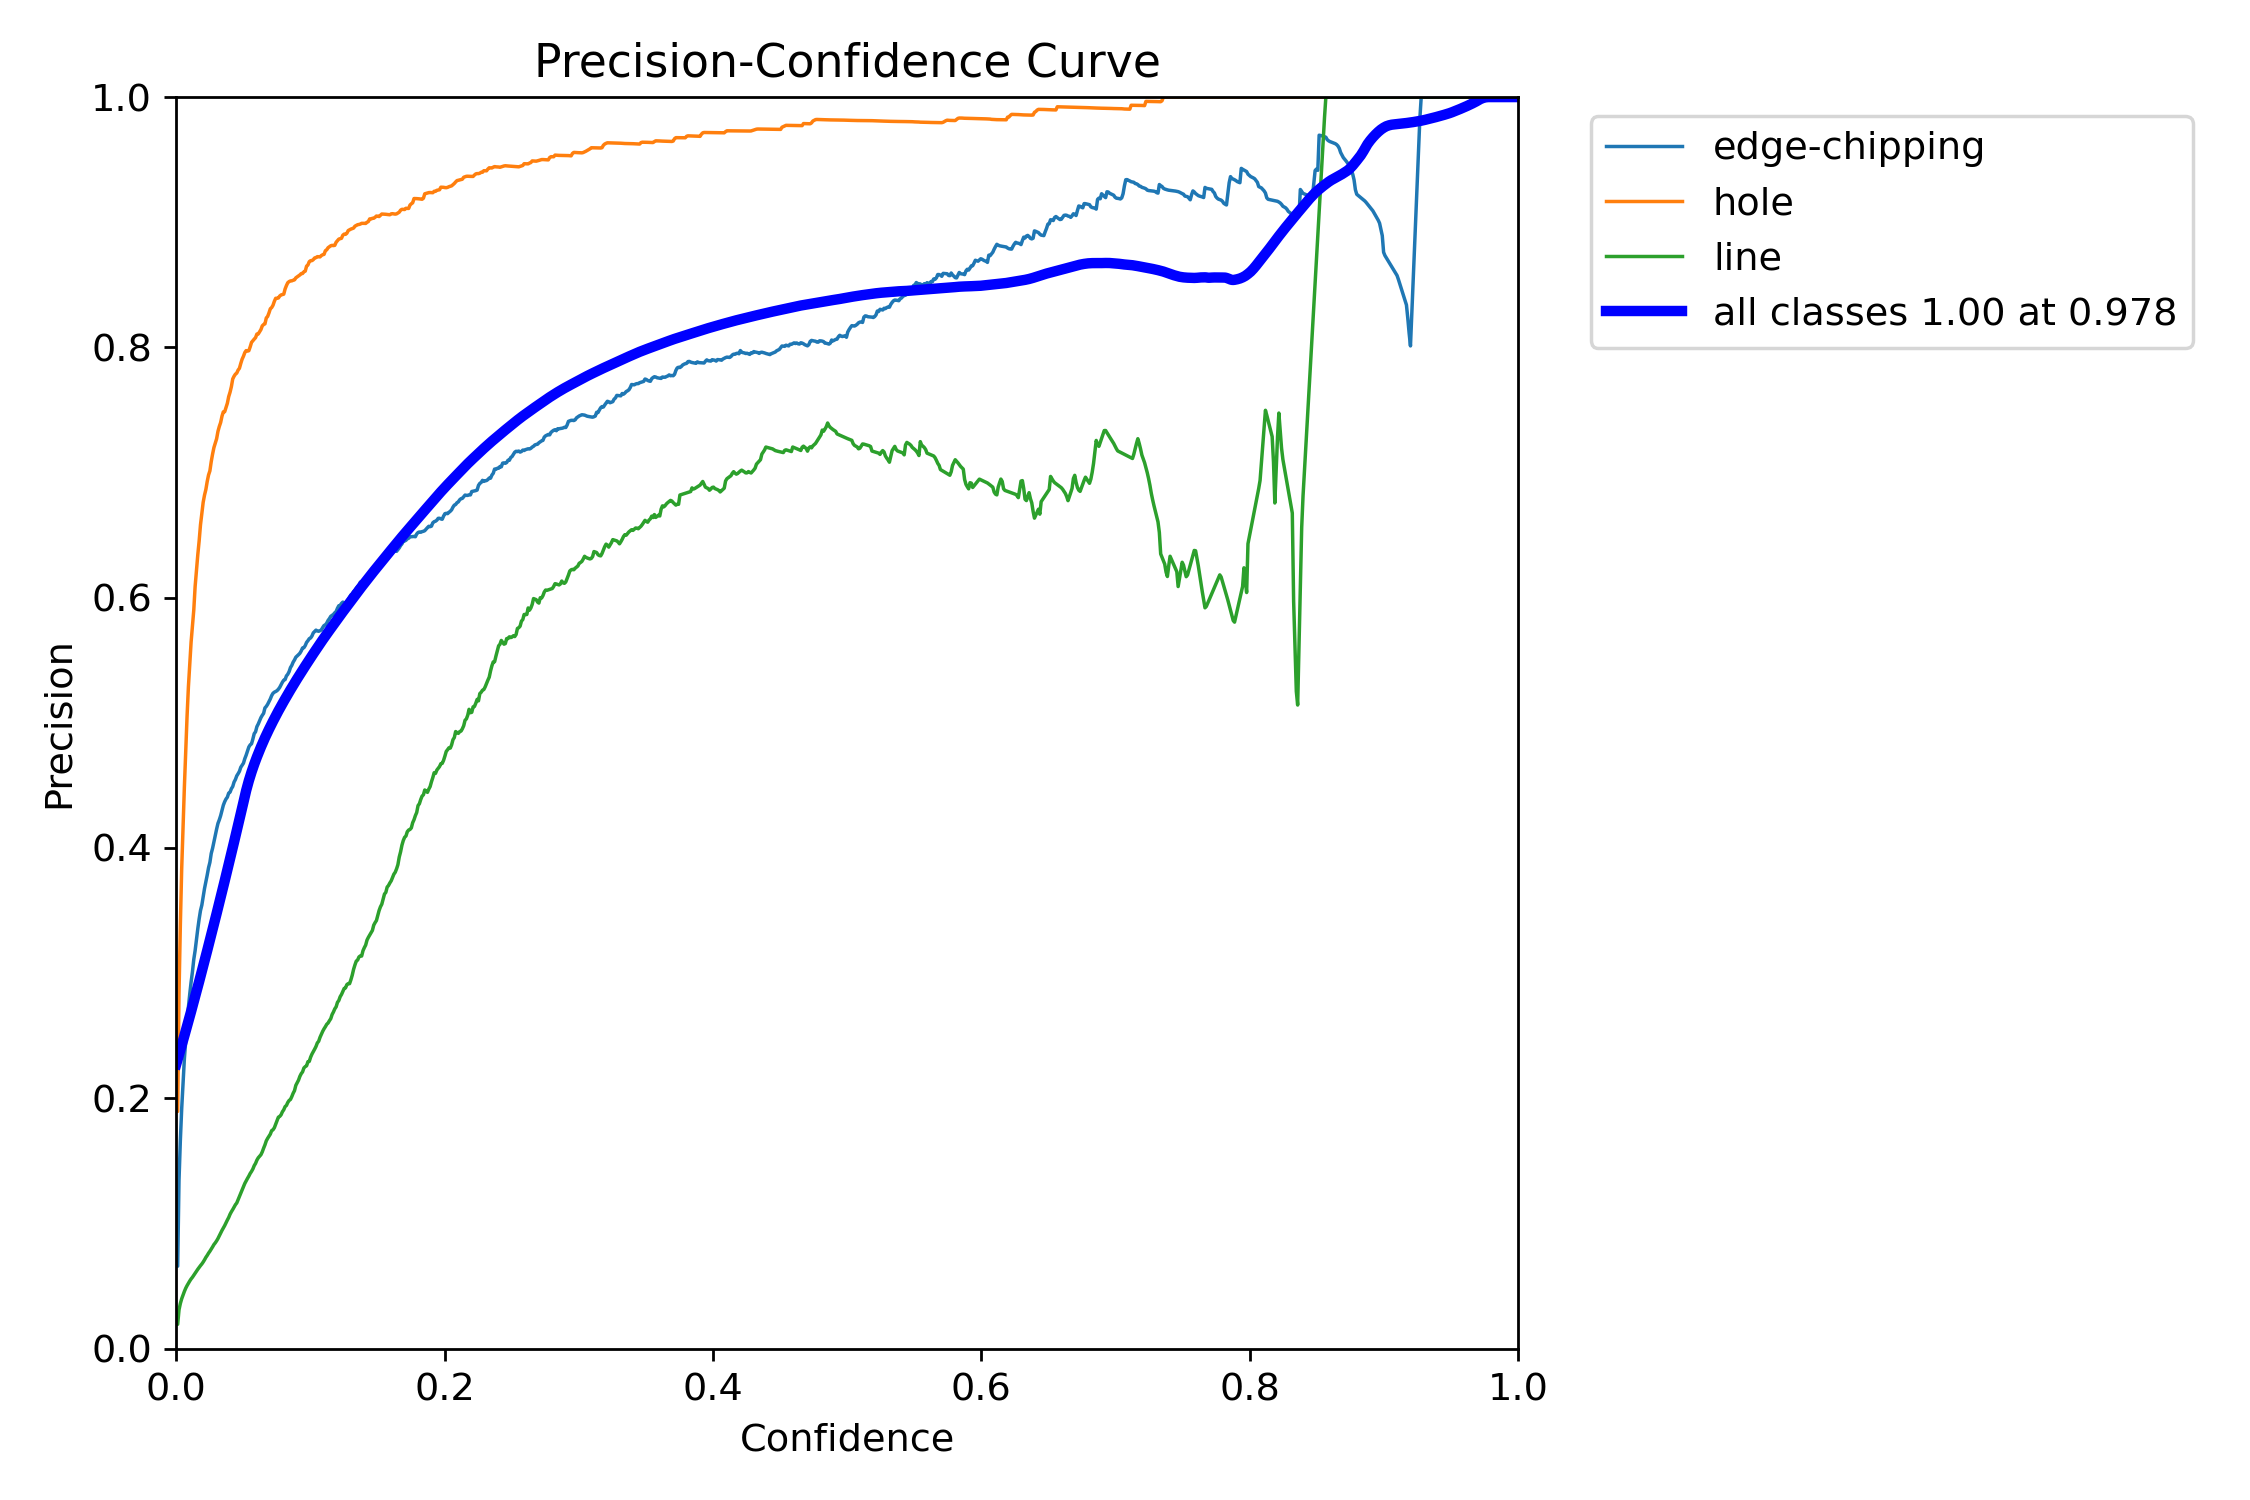 Precision-Confidence Curve
1.0
0.8
0.6
0.4
0.2
0.0
Precision
0.0 0.2 0.4 0.6 0.8 1.0
Confidence
edge-chipping
hole
line
all classes 1.00 at 0.978